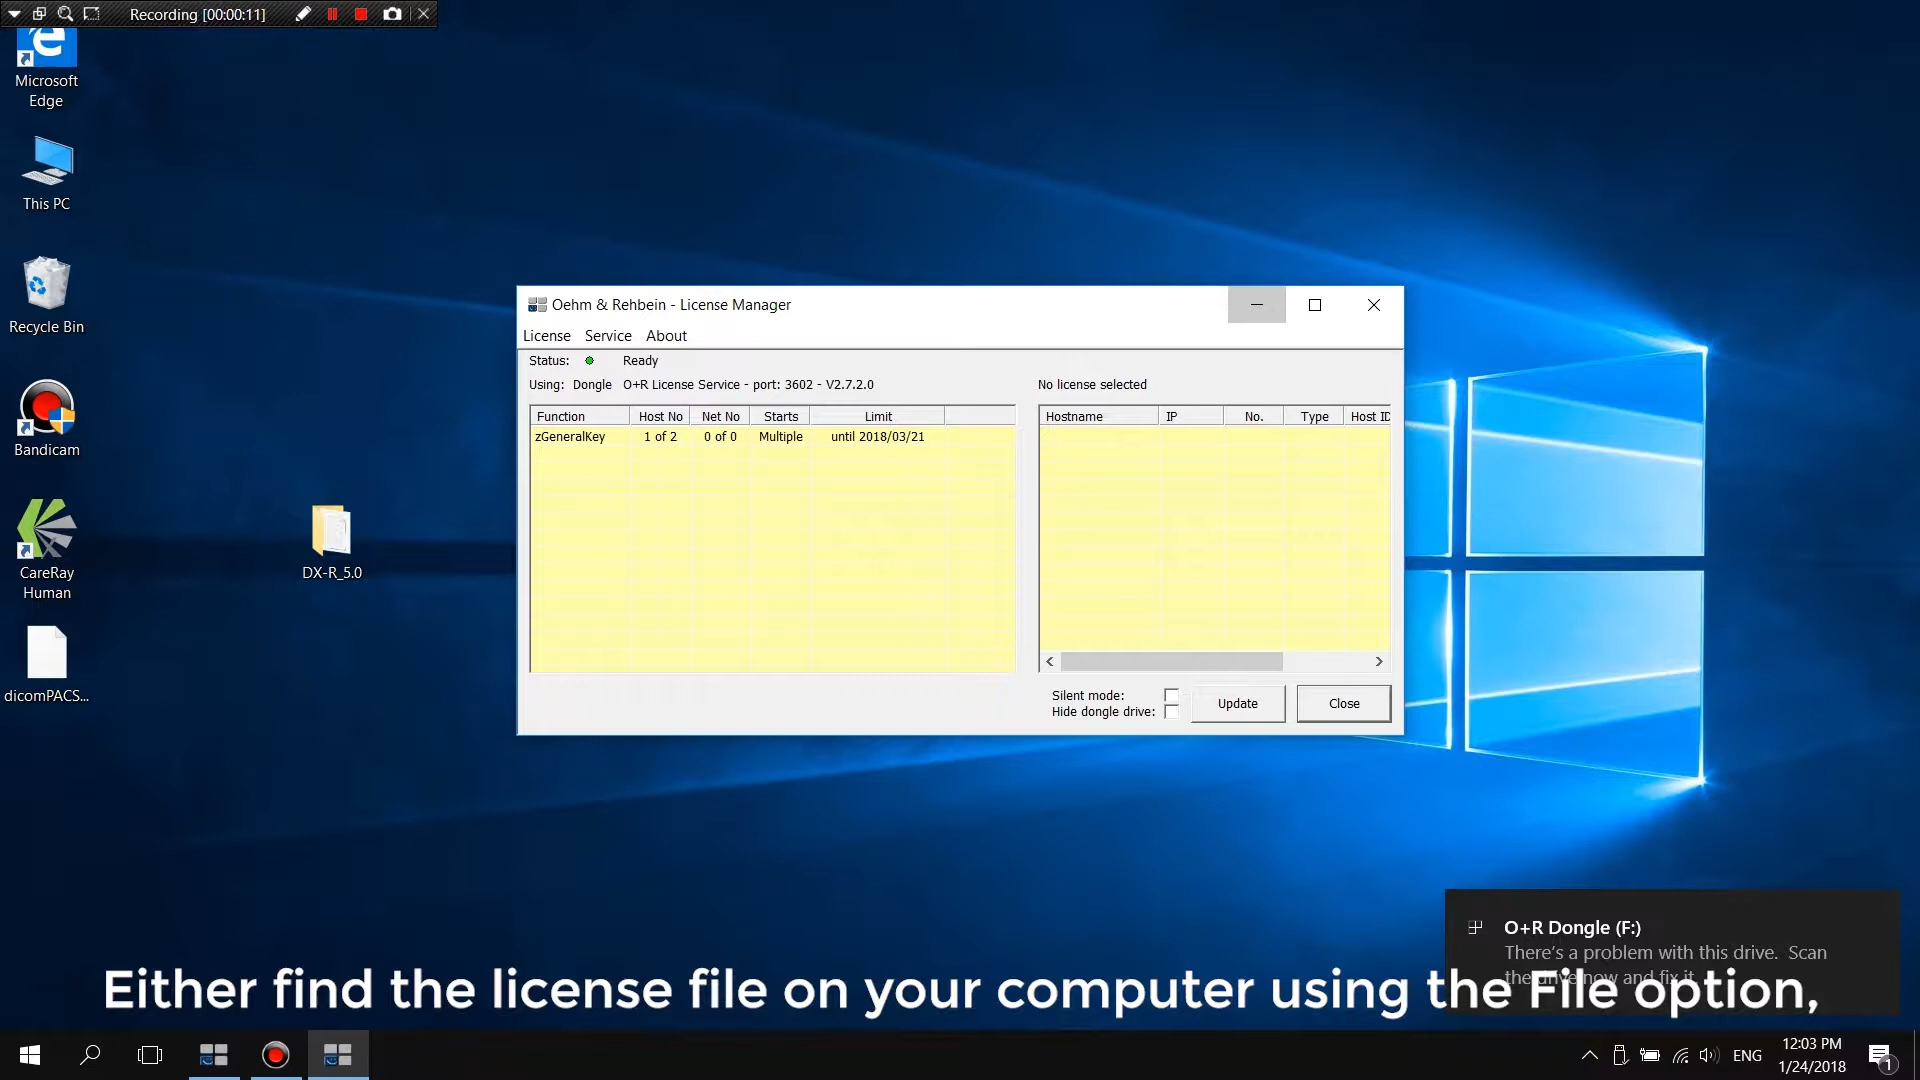 Recording [00:00:11]
Microsoft
Edge
This PC
Recycle Bin
Bandicam
CareRay
Human
dicomPACS...
DX-R_5.0
Oehm & Rehbein - License Manager
License Service About
Status: Ready
Using: Dongle O+R License Service - port: 3602 - V2.7.2.0
No license selected
Function Host No Net No Starts Limit
zGeneralKey 1 of 2 0 of 0 Multiple until 2018/03/21
Hostname IP No. Type Host ID
Silent mode:
Hide dongle drive:
Update Close
O+R Dongle (F:)
There's a problem with this drive. Scan
the drive now and fix it.
Either find the license file on your computer using the File option,
ENG
12:03 PM
1/24/2018
1